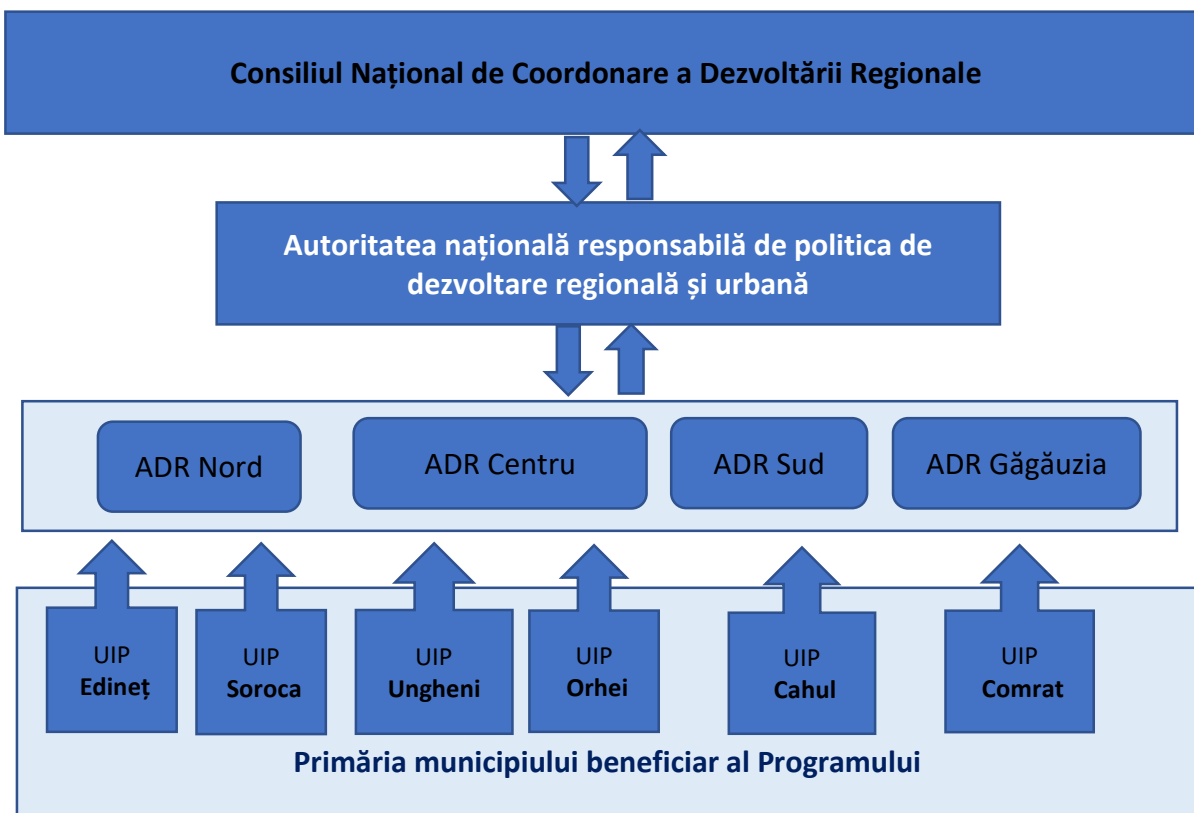 Consiliul Național de Coordonare a Dezvoltării Regionale
Autoritatea națională responsabilă de politica de
dezvoltare regională și urbană
ADR Nord
ADR Centru
ADR Sud
ADR Găgăuzia
UIP
Edineț
UIP
Soroca
UIP
Ungheni
UIP
Orhei
UIP
Cahul
UIP
Comrat
Primăria municipiului beneficiar al Programului